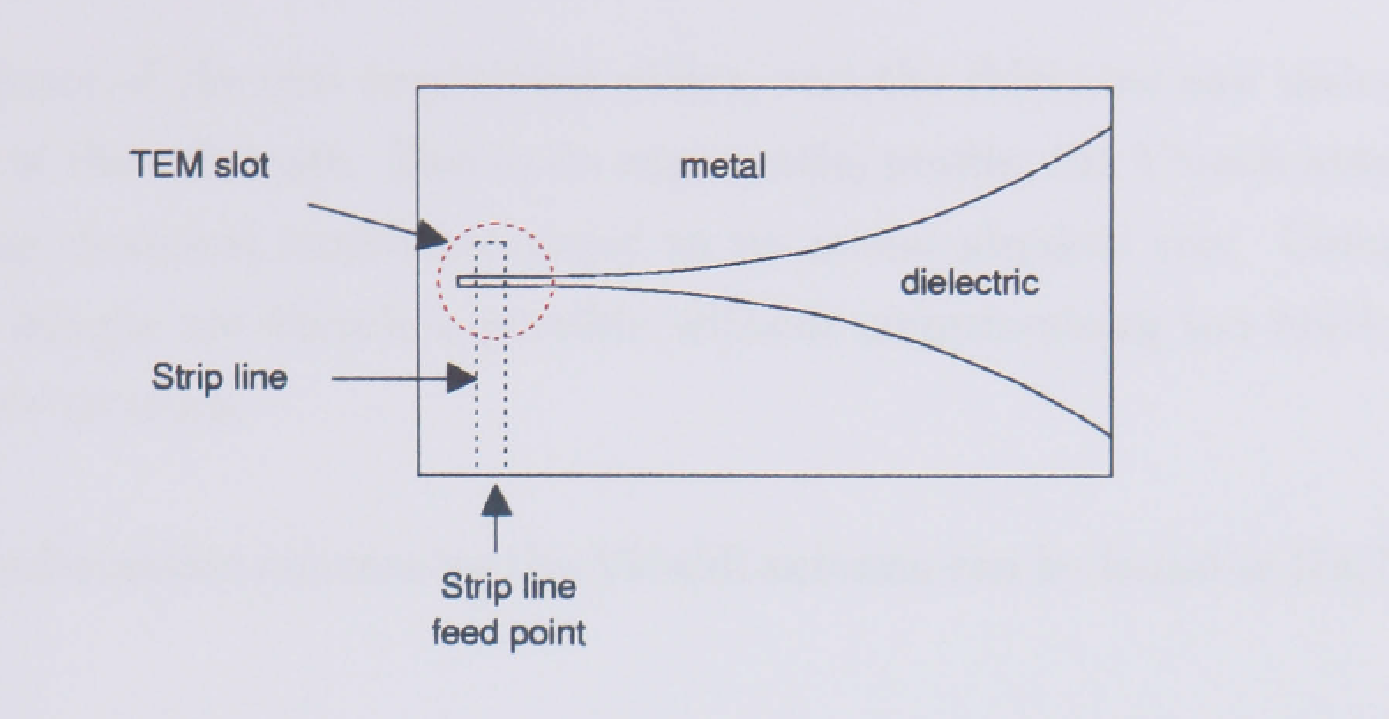 TEM slot
metal
dielectric
Strip line
Strip line
feed point